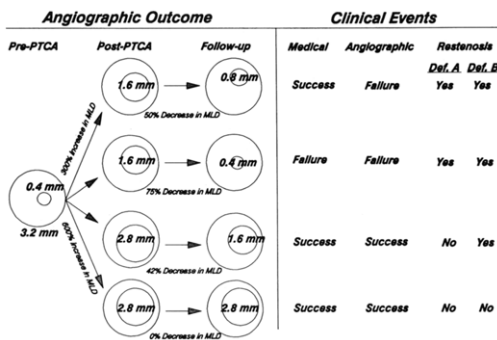 Angiographic Outcome
Clinical Events
Pre-PTCA Post-PTCA Follow-up Medical Angiographic Restenosis
Def. A Def. B
1.6 mm 0.8 mm Success Failure Yes Yes
50% Decrease in MLD
300% Increase in MLD
1.6 mm 0.4 mm Failure Failure Yes Yes
75% Decrease in MLD
0.4 mm
3.2 mm
2.8 mm 1.6 mm Success Success No Yes
42% Decrease in MLD
600% Increase in MLD
2.8 mm 2.8 mm Success Success No No
0% Decrease in MLD